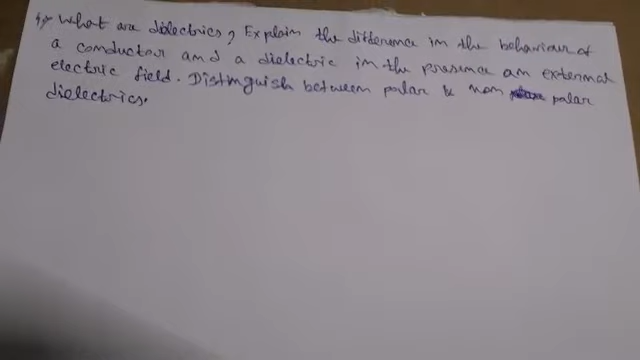 4) What are dielectrics, Explain the difference in the behaviour of
a conductor and a dielectric in the presence an external
electric field. Distinguish between polar & non polar
dielectrics.